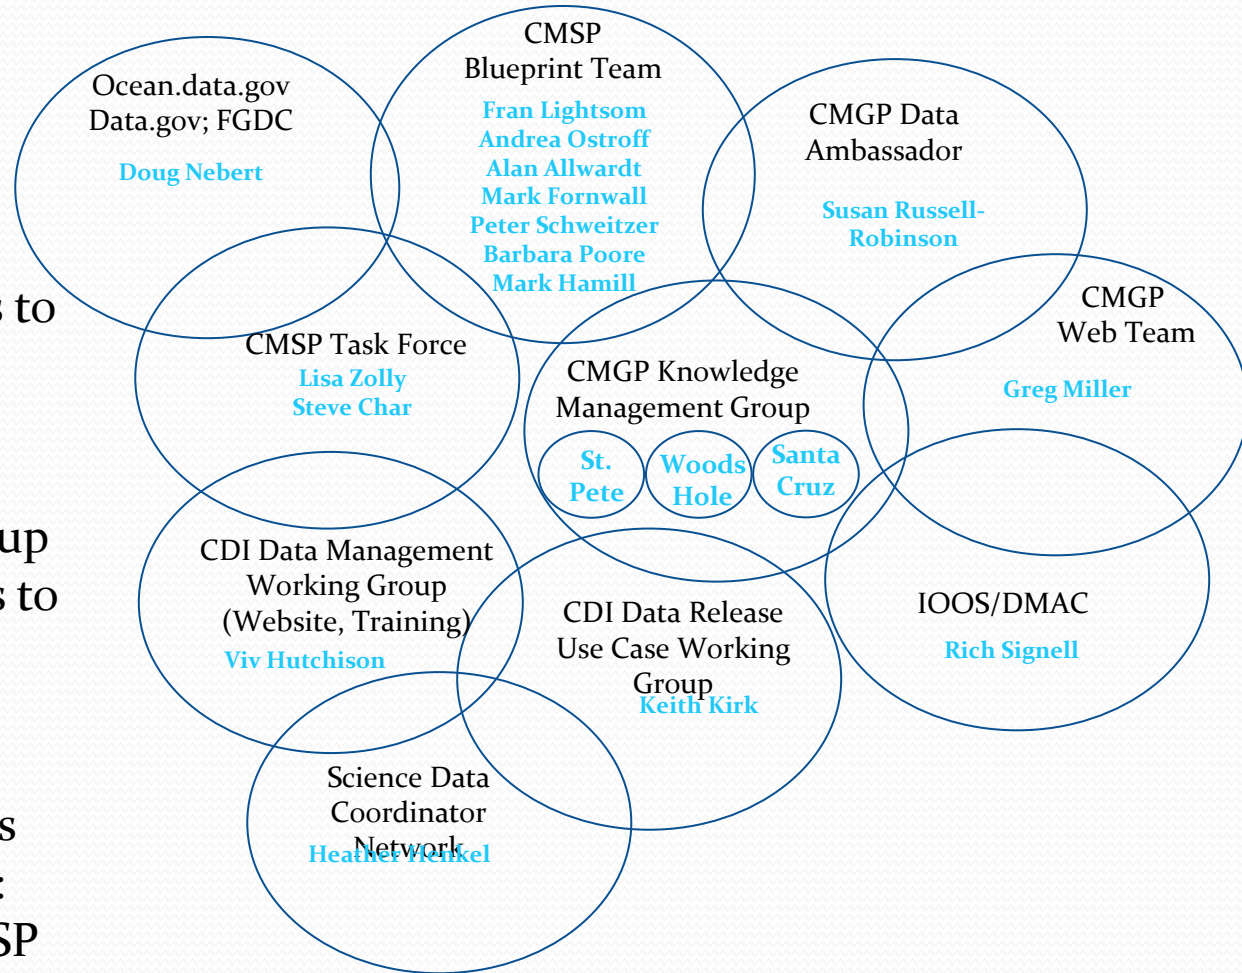 CMSP
Blueprint Team
Fran Lightsom
Andrea Ostroff
Alan Allwardt
Mark Fornwall
Peter Schweitzer
Barbara Poore
Mark Hamill
Ocean.data.gov
Data.gov; FGDC
Doug Nebert
CMGP Data
Ambassador
Susan Russell-
Robinson
s to
CMSP Task Force
Lisa Zolly
Steve Char
CMGP Knowledge
Management Group
St.
Pete
Woods
Hole
Santa
Cruz
CMGP
Web Team
Greg Miller
up
s to
CDI Data Management
Working Group
(Website, Training)
Viv Hutchison
CDI Data Release
Use Case Working
Group
Keith Kirk
IOOS/DMAC
Rich Signell
s
:
SP
Science Data
Coordinator
Network
Heather Henkel